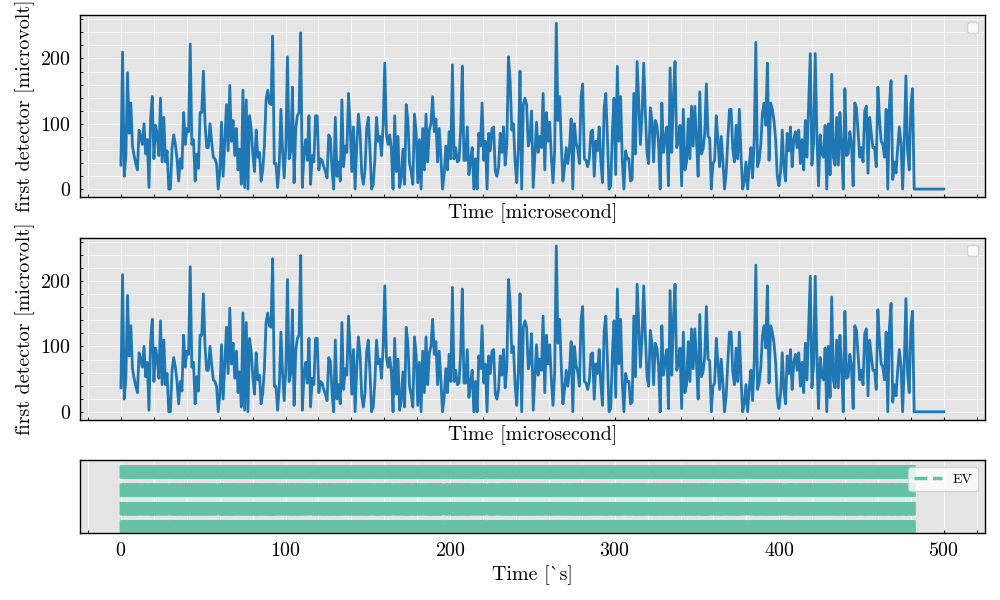 first detector [microvolt]
200
100
0
Time [microsecond]
first detector [microvolt]
200
100
0
Time [microsecond]
EV
0 100 200 300 400 500
Time [`s]